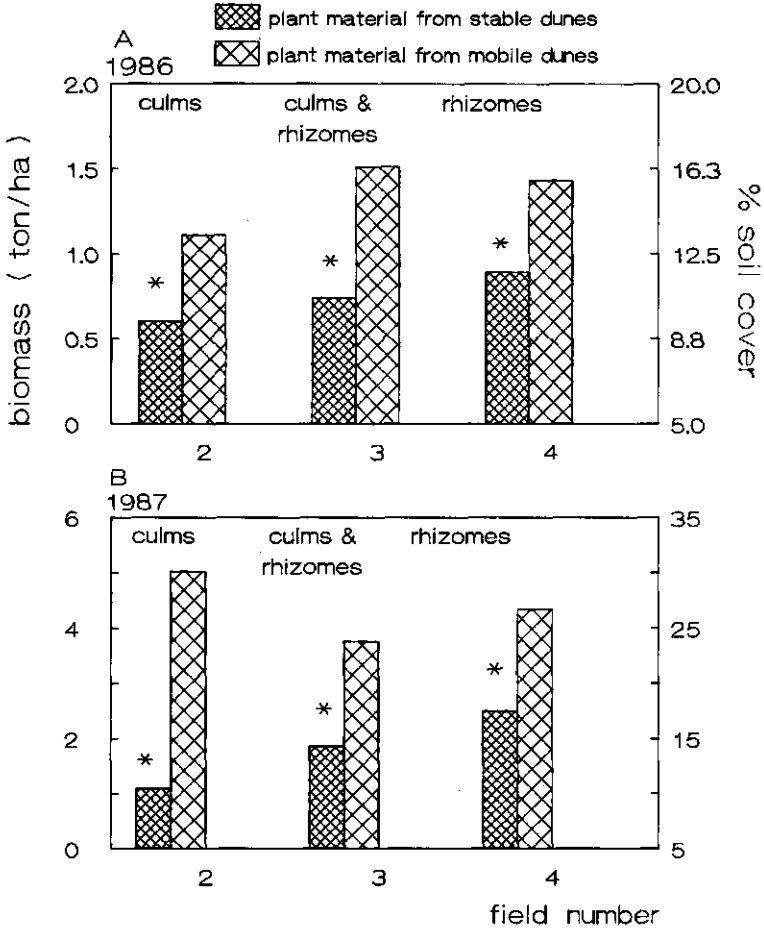 plant material from stable dunes
plant material from mobile dunes
A
1986
culms
culms &
rhizomes
rhizomes
2.0
1.5
1.0
0.5
0
biomass ( ton/ha )
20.0
16.3
12.5
8.8
5.0
% soil cover
*
*
*
2
3
4
B
1987
culms
culms &
rhizomes
rhizomes
6
4
2
0
35
25
15
5
*
*
*
2
3
4
field number